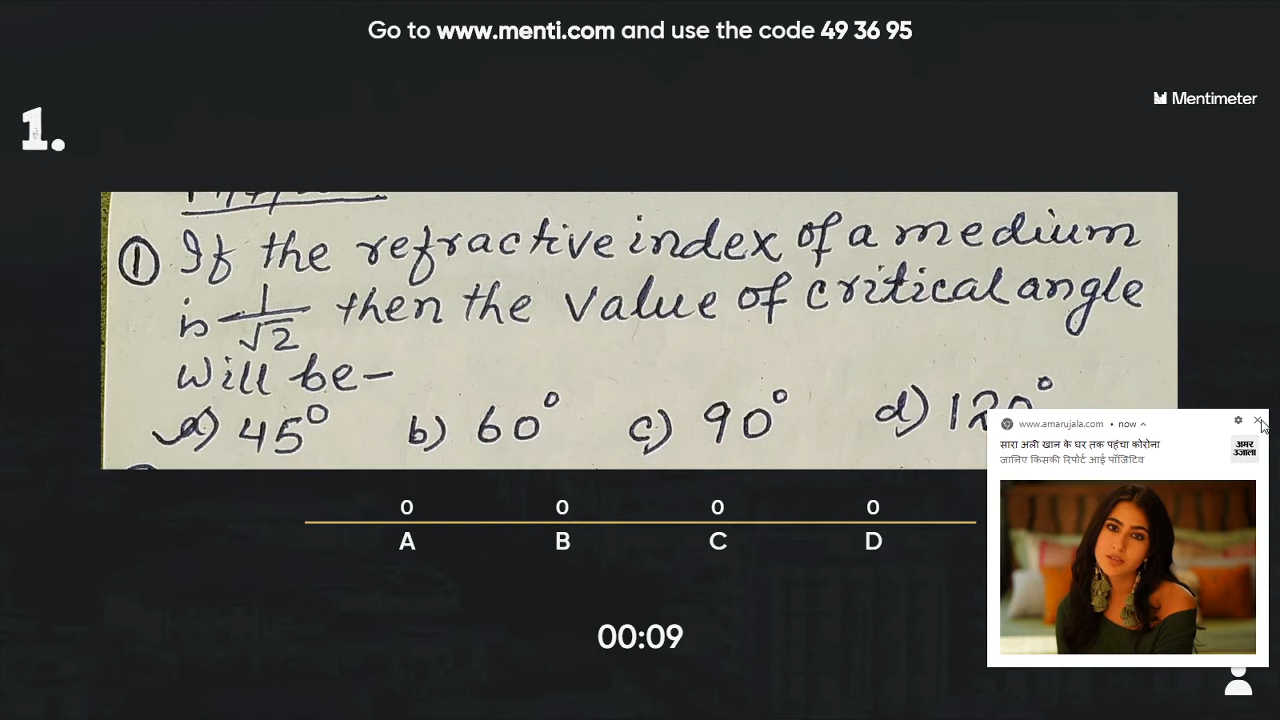 Go to www.menti.com and use the code 49 36 95
Mentimeter
1.
① If the refractive index of a medium
is 1/√2 then the value of critical angle
will be-
a) 45° b) 60° c) 90° d) 120°
www.amarujala.com • now
सारा अली खान के घर तक पहुंचा कोरोना
जानिए किसकी रिपोर्ट आई पॉजिटिव
अमर
उजाला
0 0 0 0
A B C D
00:09